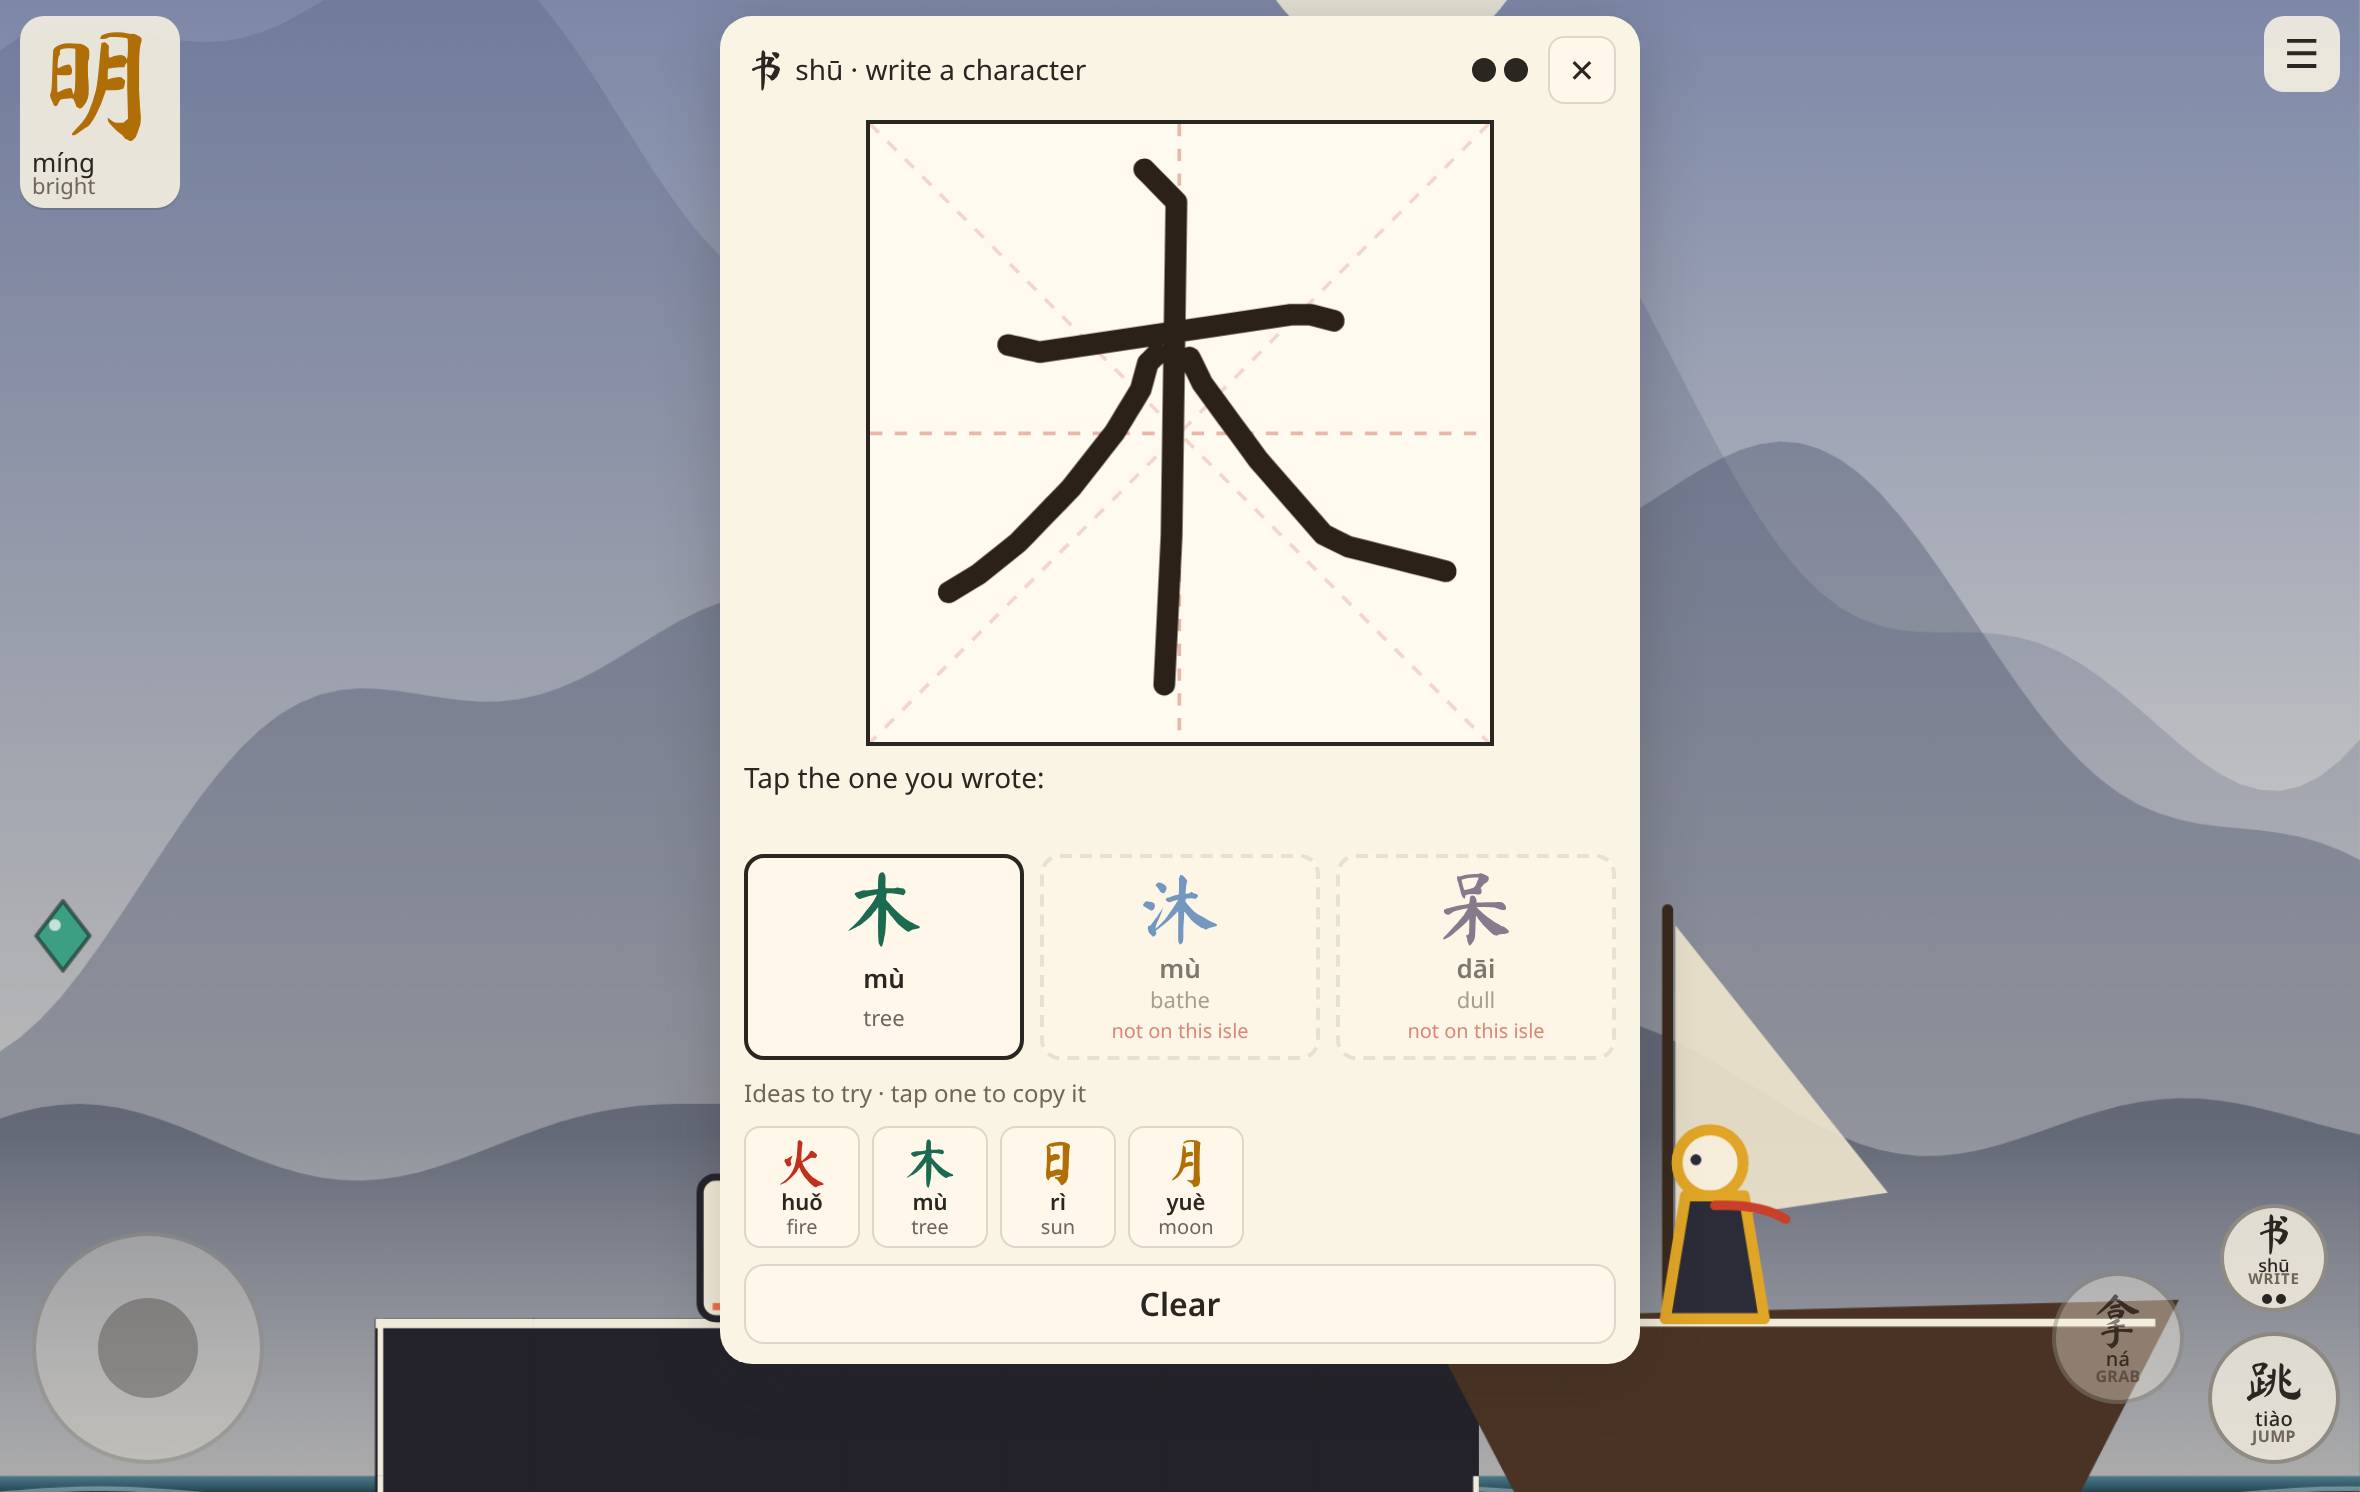 明
míng
bright
书 shū · write a character
木
Tap the one you wrote:
木
mù
tree
沐
mù
bathe
not on this isle
呆
dāi
dull
not on this isle
Ideas to try · tap one to copy it
火
huǒ
fire
木
mù
tree
日
rì
sun
月
yuè
moon
Clear
书
shū
WRITE
拿
ná
GRAB
跳
tiào
JUMP